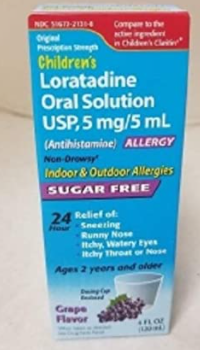 NDC 51672-2131-8
Compare to the
active ingredient
in Children's Claritin®*
Original
Prescription Strength
Children's
Loratadine
Oral Solution
USP, 5 mg/5 mL
(Antihistamine) ALLERGY
Non-Drowsy*
Indoor & Outdoor Allergies
SUGAR FREE
24
Hour
Relief of:
Sneezing
Runny Nose
Itchy, Watery Eyes
Itchy Throat or Nose
Ages 2 years and older
Dosing Cup
Enclosed
Grape
Flavor
4 FL OZ
(120 mL)